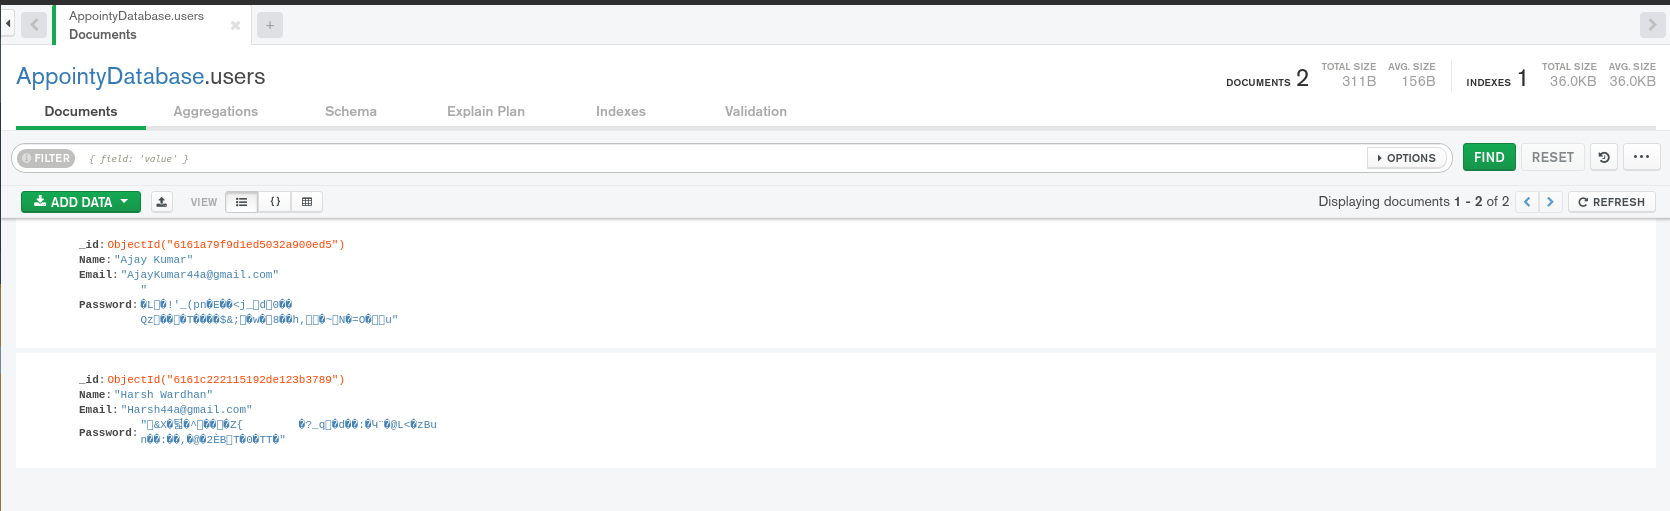 AppointyDatabase.users
Documents
AppointyDatabase.users
DOCUMENTS 2 TOTAL SIZE 311B AVG. SIZE 156B INDEXES 1 TOTAL SIZE 36.0KB AVG. SIZE 36.0KB
Documents Aggregations Schema Explain Plan Indexes Validation
FILTER { field: 'value' } OPTIONS FIND RESET
ADD DATA VIEW { } Displaying documents 1 - 2 of 2 REFRESH
_id: ObjectId("6161a79f9d1ed5032a900ed5")
Name: "Ajay Kumar"
Email: "AjayKumar44a@gmail.com"
"
Password: �L�!'_(pn�E��<j_d0��
Qz���T����$&;�w�8��h,�~N�=O�u"
_id: ObjectId("6161c222115192de123b3789")
Name: "Harsh Wardhan"
Email: "Harsh44a@gmail.com"
Password:
n��:��,�@�2ÈBT�0�TT�"